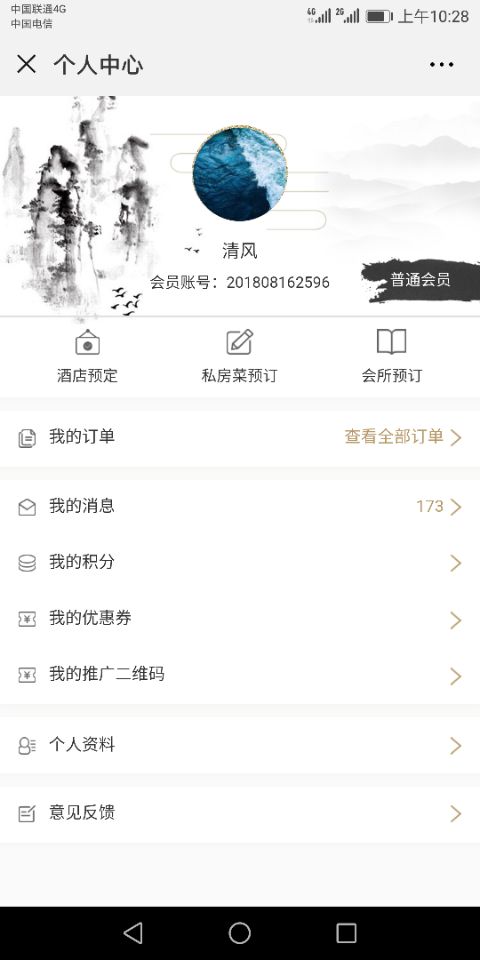 中国联通4G
中国电信
4G 2G 上午10:28
个人中心
清风
会员账号：201808162596
普通会员
酒店预定 私房菜预订 会所预订
我的订单 查看全部订单
我的消息 173
我的积分
我的优惠券
我的推广二维码
个人资料
意见反馈